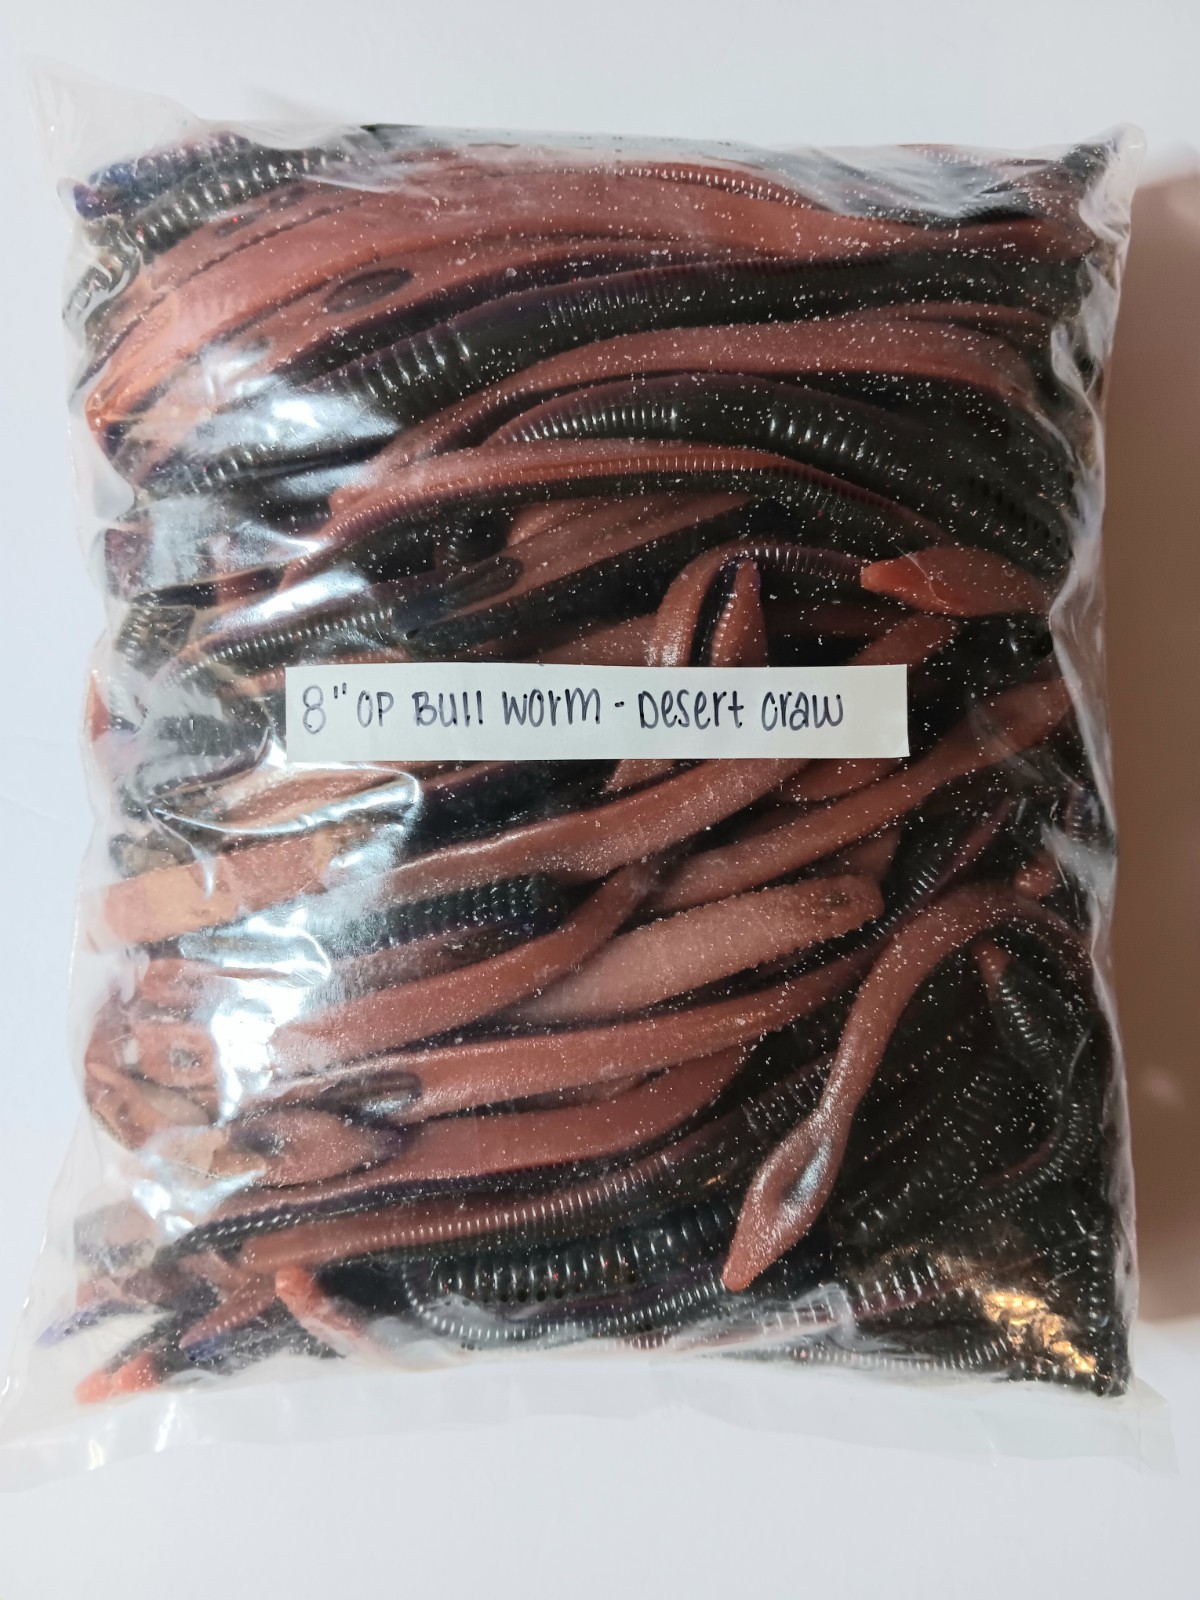 8" OP Bull Worm - Desert Craw